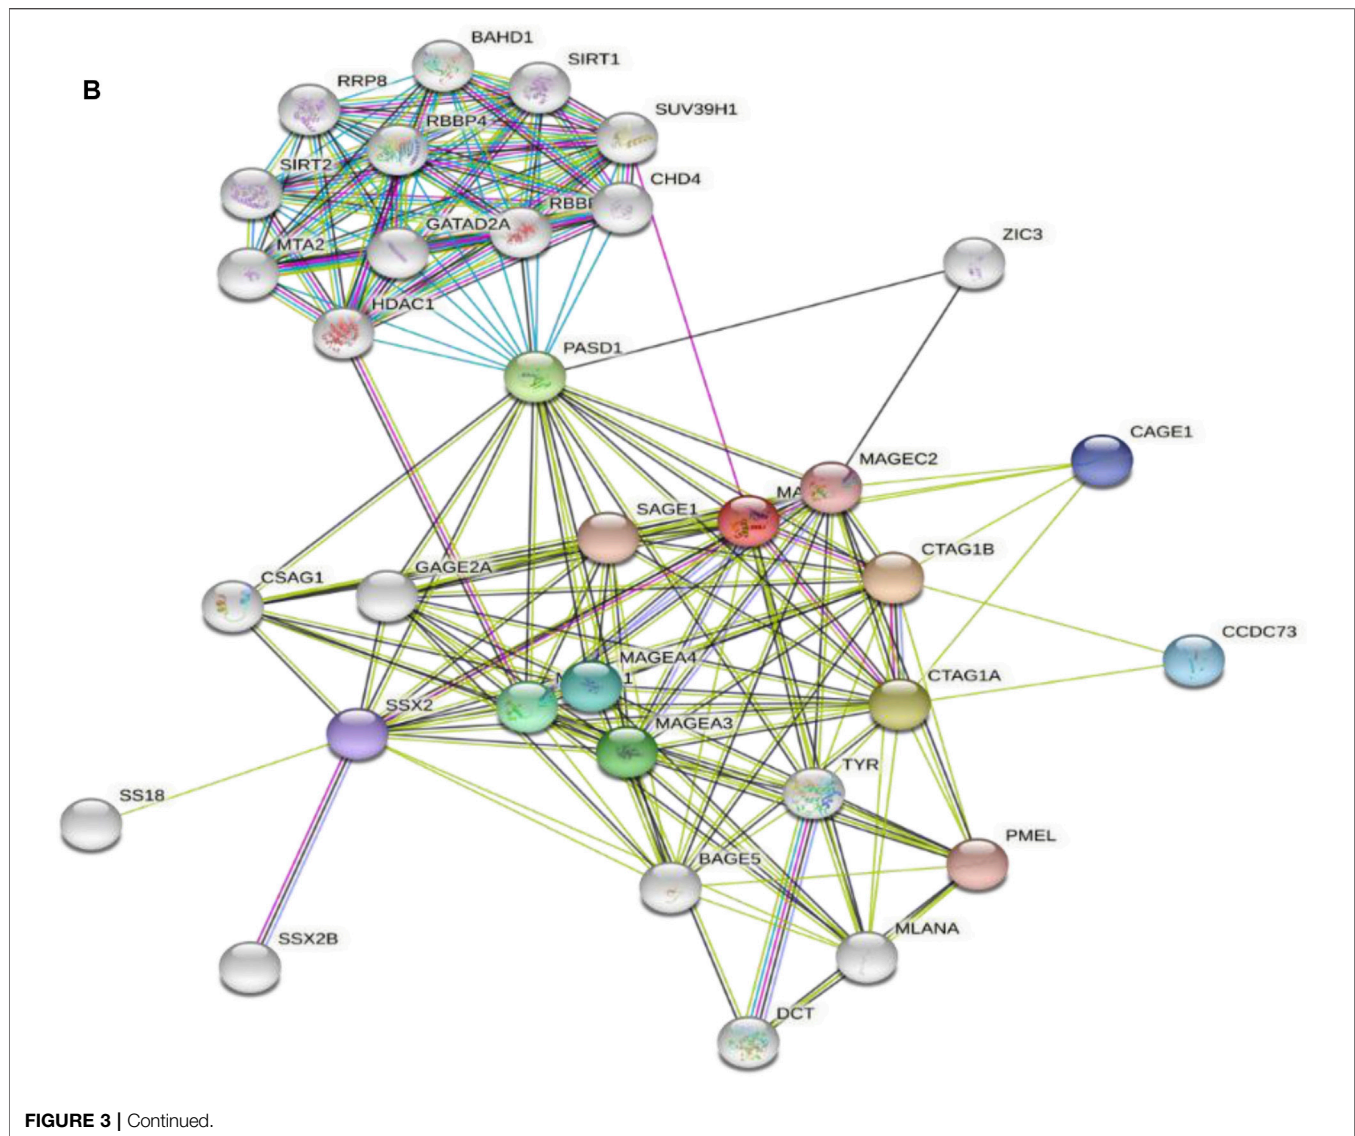 B
BAHD1
SIRT1
RRP8
SUV39H1
RBBP4
SIRT2
CHD4
GATAD2A
ZIC3
MTA2
HDAC1
PASD1
CAGE1
MAGEC2
SAGE1
CTAG1B
GAGE2A
CSAG1
CCDC73
MAGEA4
CTAG1A
SSX2
MAGEA3
TYR
SS18
PMEL
BAGE5
MLANA
SSX2B
DCT
FIGURE 3 | Continued.